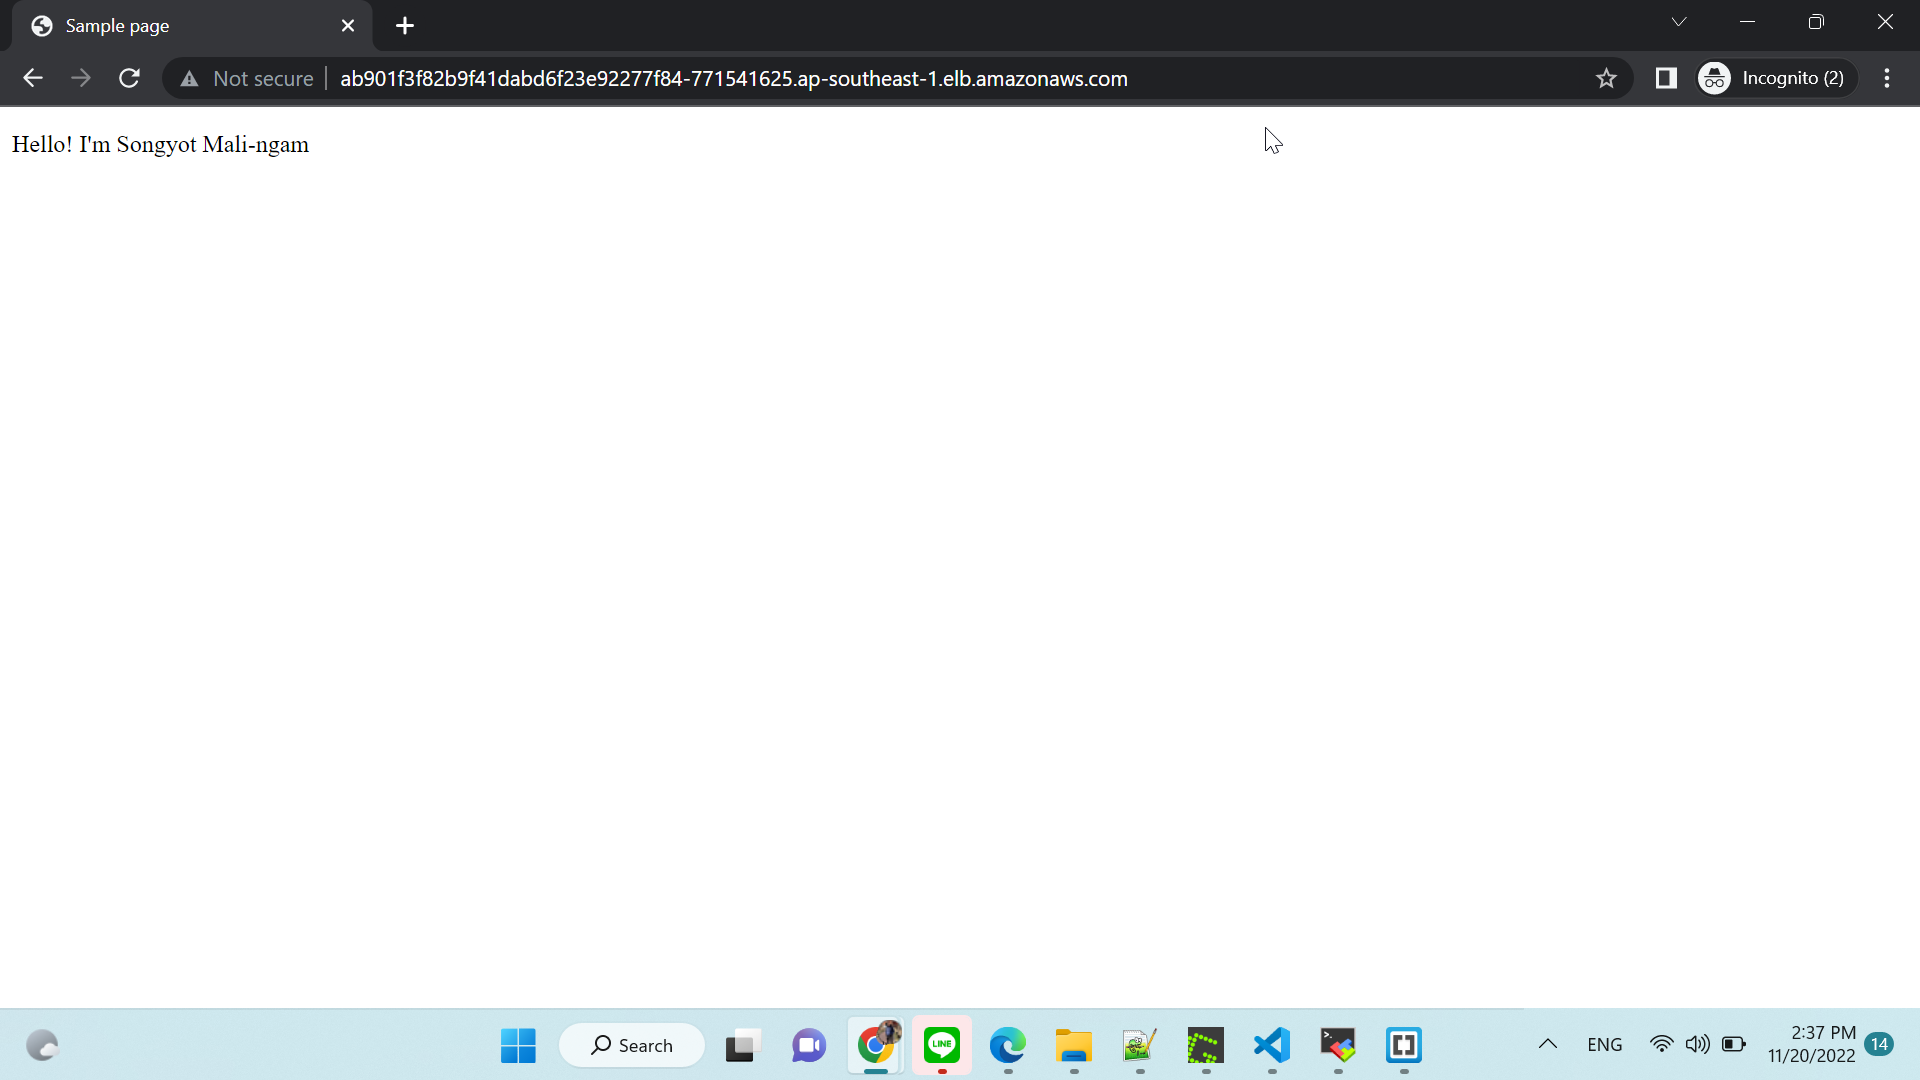 Sample page
Not secure
ab901f3f82b9f41dabd6f23e92277f84-771541625.ap-southeast-1.elb.amazonaws.com
Incognito (2)
Hello! I'm Songyot Mali-ngam
Search
LINE
ENG
2:37 PM
11/20/2022
14